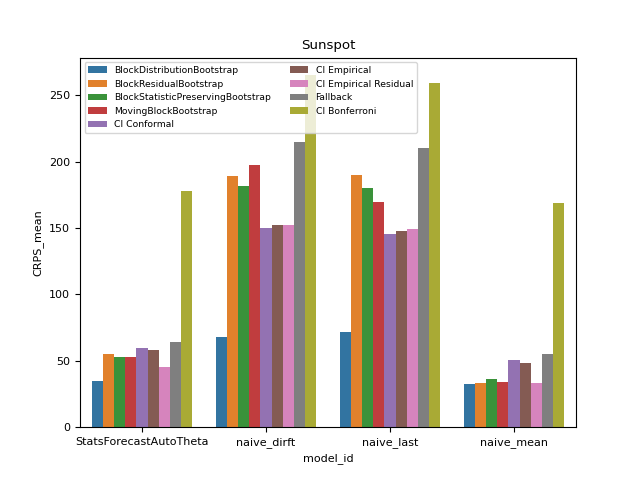 Sunspot
BlockDistributionBootstrap
BlockResidualBootstrap
BlockStatisticPreservingBootstrap
MovingBlockBootstrap
CI Conformal
CI Empirical
CI Empirical Residual
Fallback
CI Bonferroni
CRPS_mean
250
200
150
100
50
0
StatsForecastAutoTheta naive_dirft naive_last naive_mean
model_id